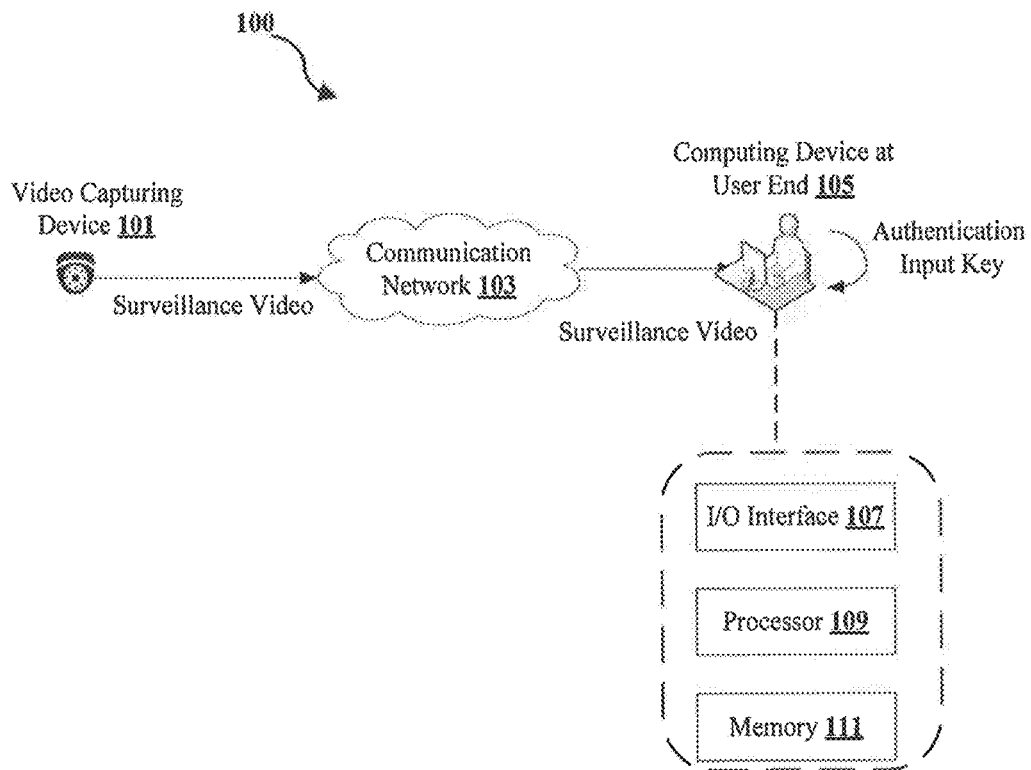 100
Computing Device at
User End 105
Video Capturing
Device 101
Communication
Network 103
Authentication
Input Key
Surveillance Video
Surveillance Video
I/O Interface 107
Processor 109
Memory 111